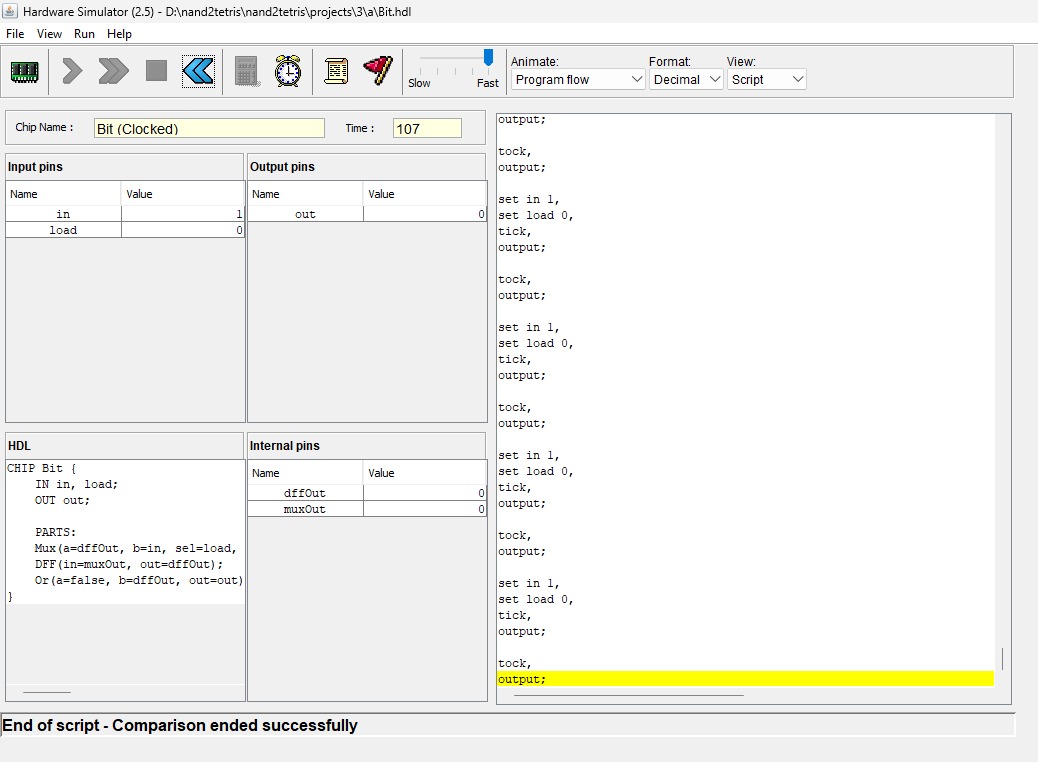 Hardware Simulator (2.5) - D:\nand2tetris\nand2tetris\projects\3\a\Bit.hdl
File View Run Help
Slow Fast
Animate: Format: View:
Program flow Decimal Script
Chip Name : Bit (Clocked) Time : 107
Input pins
Name Value
in 1
load 0
Output pins
Name Value
out 0
HDL
CHIP Bit {
    IN in, load;
    OUT out;

    PARTS:
    Mux(a=dffOut, b=in, sel=load,
    DFF(in=muxOut, out=dffOut);
    Or(a=false, b=dffOut, out=out)
}
Internal pins
Name Value
dffOut 0
muxOut 0
output;

tock,
output;

set in 1,
set load 0,
tick,
output;

tock,
output;

set in 1,
set load 0,
tick,
output;

tock,
output;

set in 1,
set load 0,
tick,
output;

tock,
output;

set in 1,
set load 0,
tick,
output;

tock,
output;
End of script - Comparison ended successfully